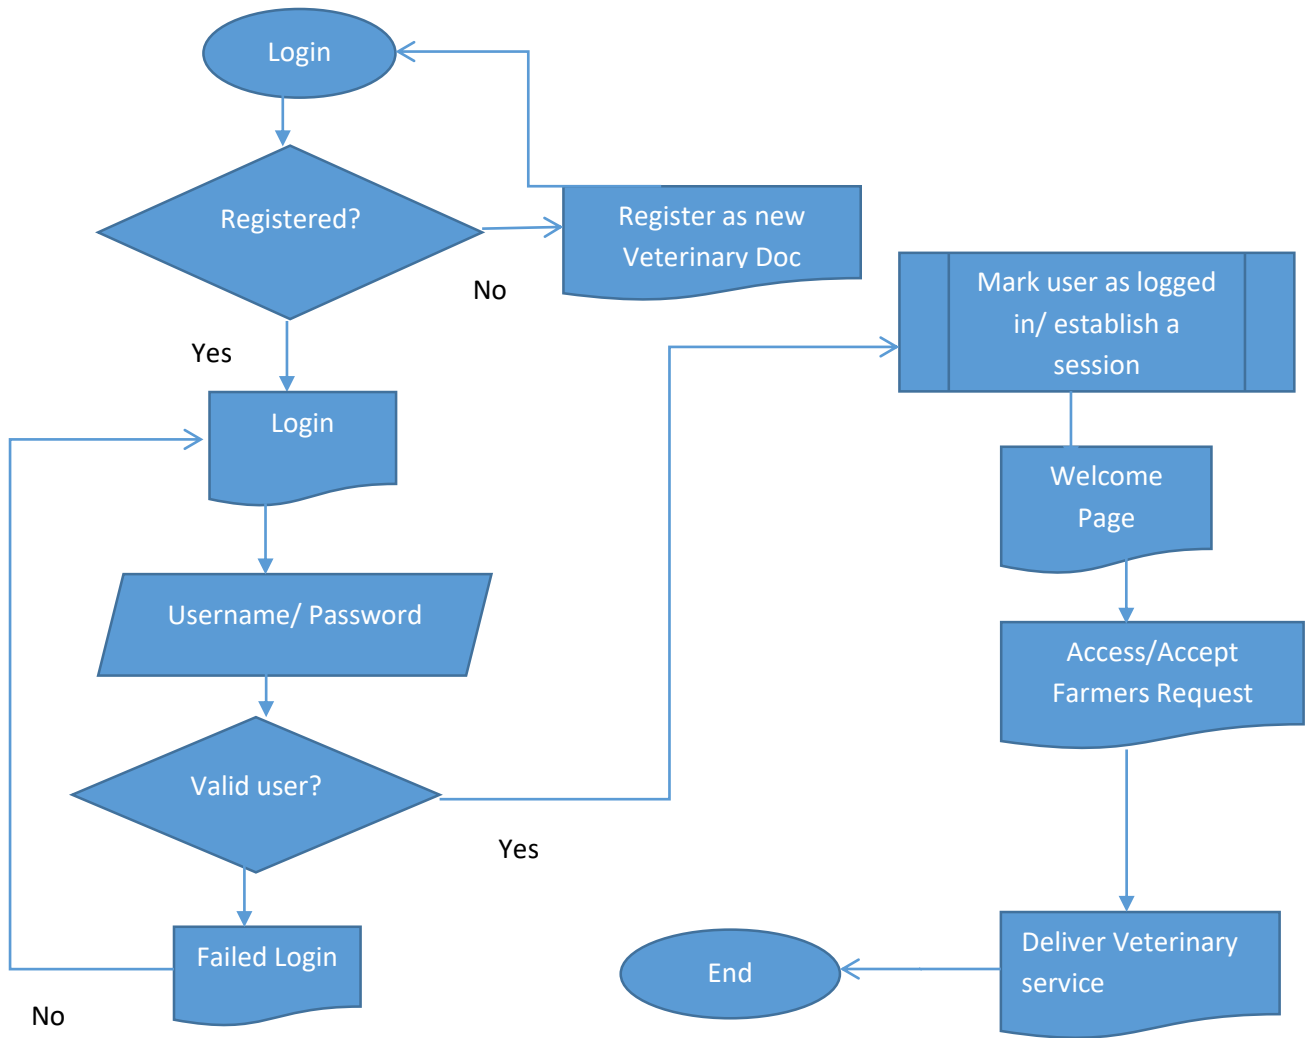 Login
Registered?
Register as new
Veterinary Doc
No
Yes
Login
Username/ Password
Valid user?
Yes
Failed Login
No
Mark user as logged
in/ establish a
session
Welcome
Page
Access/Accept
Farmers Request
Deliver Veterinary
service
End